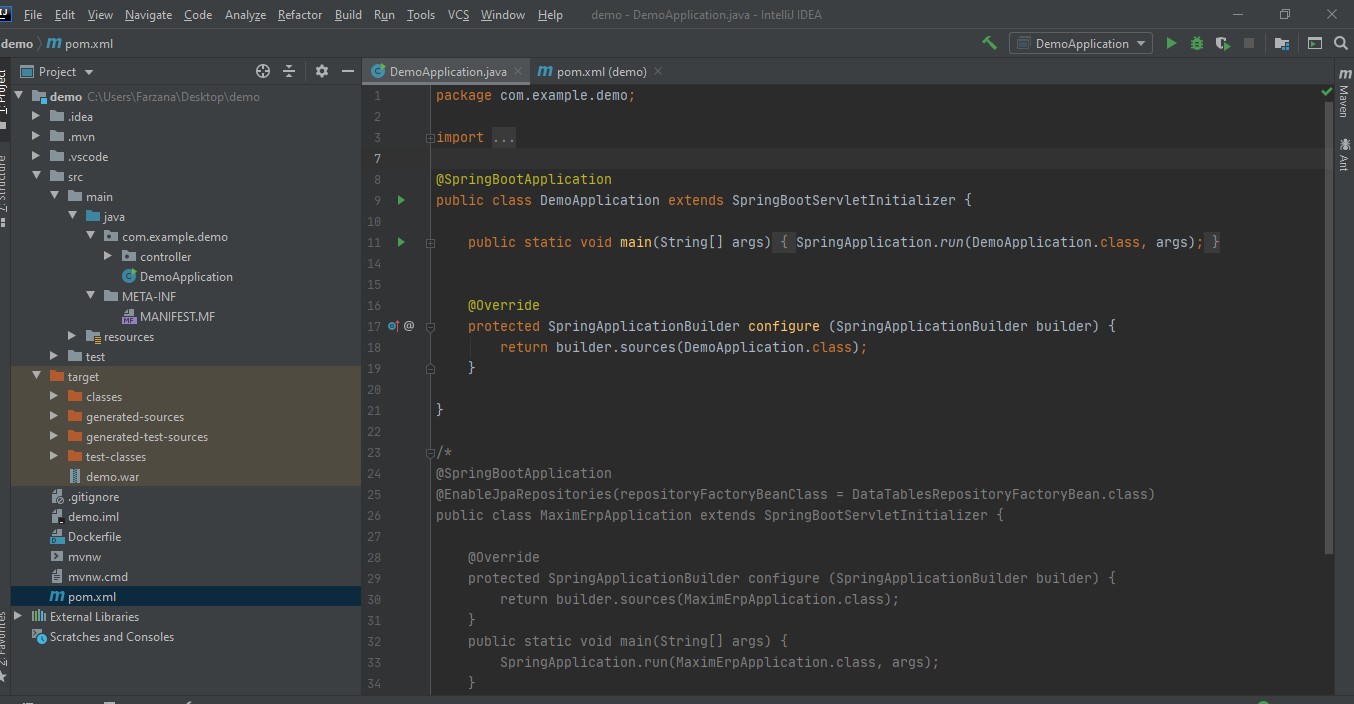 File Edit View Navigate Code Analyze Refactor Build Run Tools VCS Window Help demo - DemoApplication.java - IntelliJ IDEA
demo pom.xml DemoApplication
Project DemoApplication.java pom.xml (demo)
1: Project
Z: Structure
2: Favorites
demo C:\Users\Farzana\Desktop\demo
.idea
.mvn
.vscode
src
main
java
com.example.demo
controller
DemoApplication
META-INF
MANIFEST.MF
resources
test
target
classes
generated-sources
generated-test-sources
test-classes
demo.war
.gitignore
demo.iml
Dockerfile
mvnw
mvnw.cmd
pom.xml
External Libraries
Scratches and Consoles
1 package com.example.demo;
2
3 import ...
7
8 @SpringBootApplication
9 public class DemoApplication extends SpringBootServletInitializer {
10
11 public static void main(String[] args) { SpringApplication.run(DemoApplication.class, args); }
14
15
16 @Override
17 @ protected SpringApplicationBuilder configure (SpringApplicationBuilder builder) {
18 return builder.sources(DemoApplication.class);
19 }
20
21 }
22
23 /*
24 @SpringBootApplication
25 @EnableJpaRepositories(repositoryFactoryBeanClass = DataTablesRepositoryFactoryBean.class)
26 public class MaximErpApplication extends SpringBootServletInitializer {
27
28 @Override
29 protected SpringApplicationBuilder configure (SpringApplicationBuilder builder) {
30 return builder.sources(MaximErpApplication.class);
31 }
32 public static void main(String[] args) {
33 SpringApplication.run(MaximErpApplication.class, args);
34 }
Maven
Ant